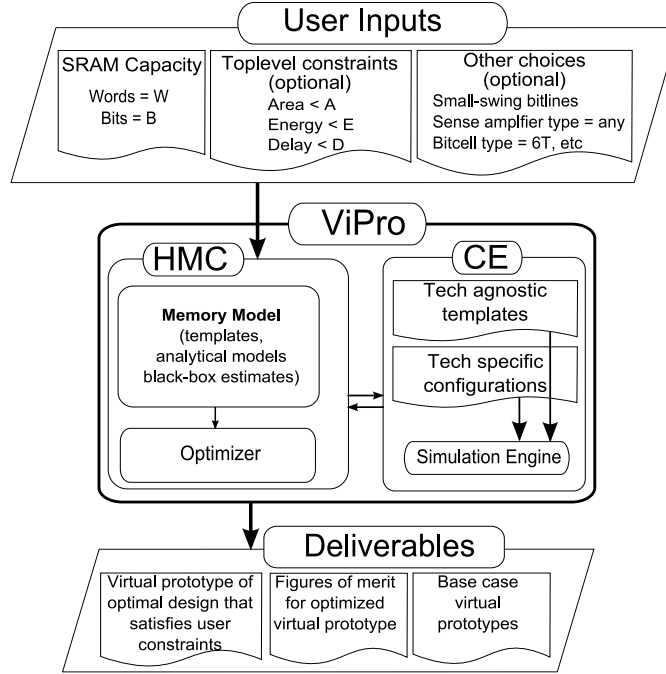 User Inputs
SRAM Capacity
Words = W
Bits = B
Toplevel constraints
(optional)
Area < A
Energy < E
Delay < D
Other choices
(optional)
Small-swing bitlines
Sense amplfier type = any
Bitcell type = 6T, etc
ViPro
HMC
Memory Model
(templates,
analytical models
black-box estimates)
Optimizer
CE
Tech agnostic
templates
Tech specific
configurations
Simulation Engine
Deliverables
Virtual prototype of
optimal design that
satisfies user
constraints
Figures of merit
for optimized
virtual prototype
Base case
virtual
prototypes